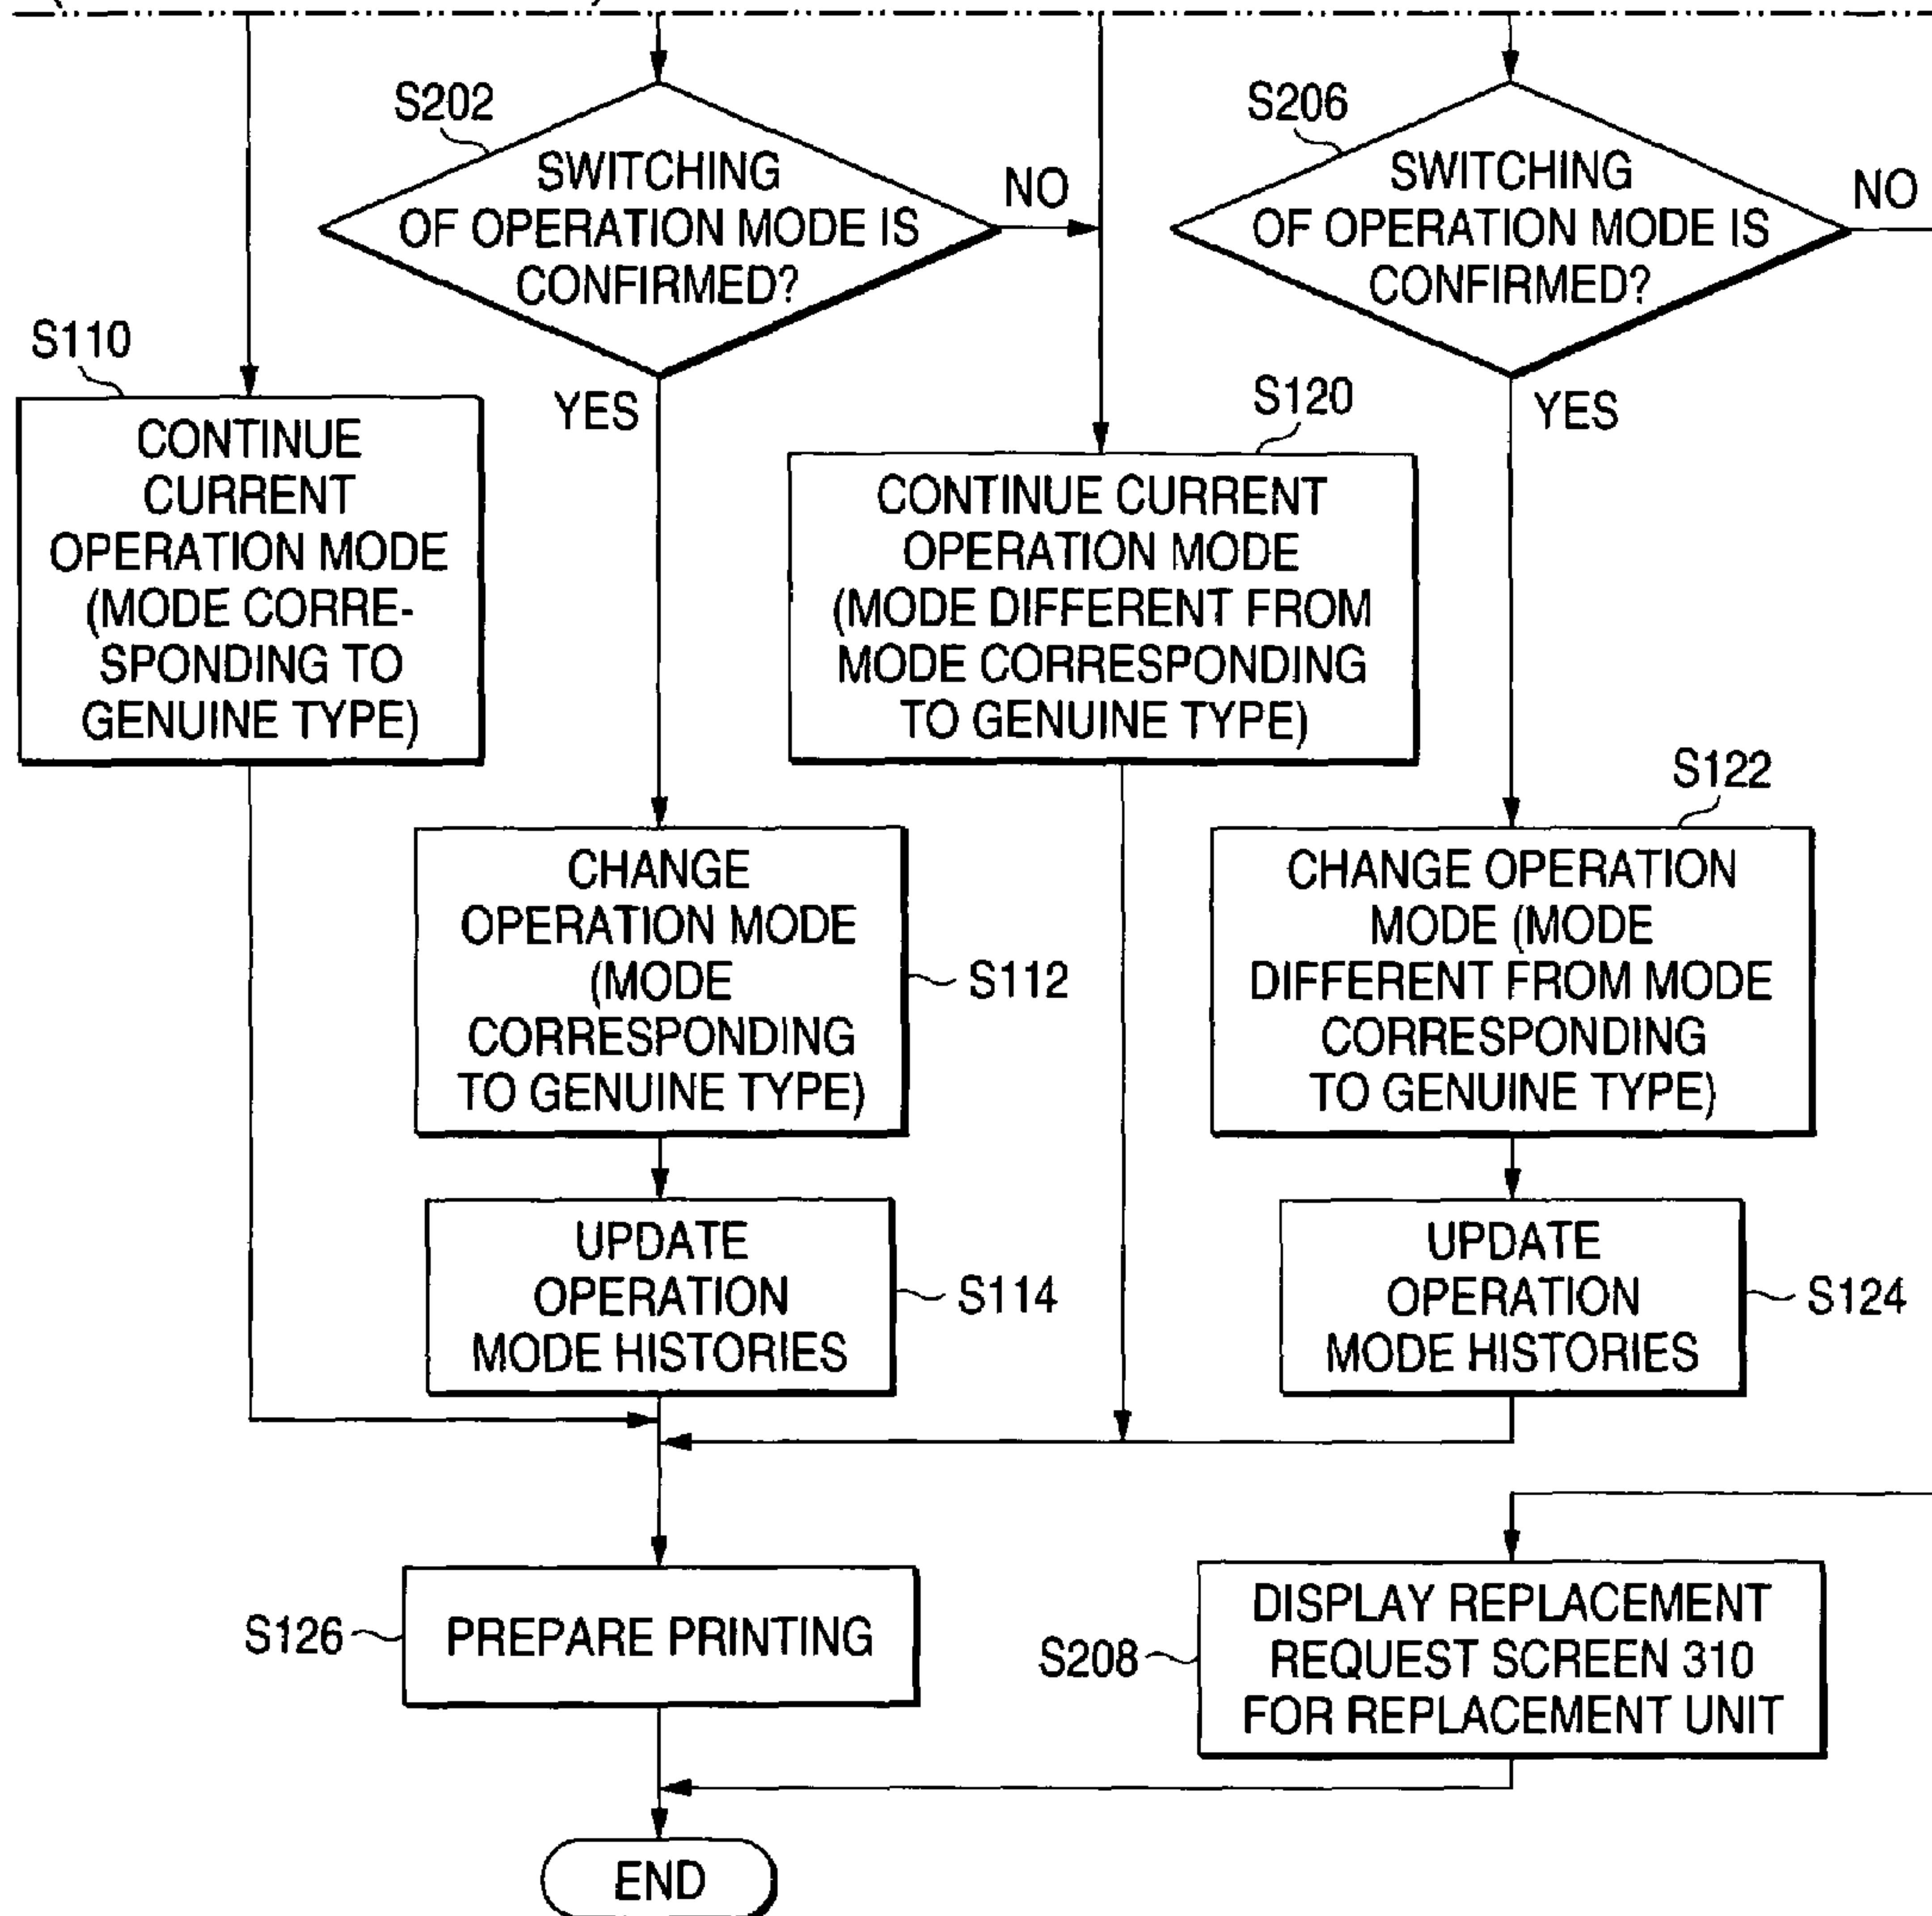 S202
SWITCHING
OF OPERATION MODE IS
CONFIRMED?
NO
YES
S206
SWITCHING
OF OPERATION MODE IS
CONFIRMED?
NO
YES
S110
CONTINUE
CURRENT
OPERATION MODE
(MODE CORRE-
SPONDING TO
GENUINE TYPE)
S120
CONTINUE CURRENT
OPERATION MODE
(MODE DIFFERENT FROM
MODE CORRESPONDING
TO GENUINE TYPE)
CHANGE
OPERATION MODE
(MODE
CORRESPONDING
TO GENUINE TYPE)
S112
S122
CHANGE OPERATION
MODE (MODE
DIFFERENT FROM MODE
CORRESPONDING
TO GENUINE TYPE)
UPDATE
OPERATION
MODE HISTORIES
S114
UPDATE
OPERATION
MODE HISTORIES
S124
S126
PREPARE PRINTING
S208
DISPLAY REPLACEMENT
REQUEST SCREEN 310
FOR REPLACEMENT UNIT
END